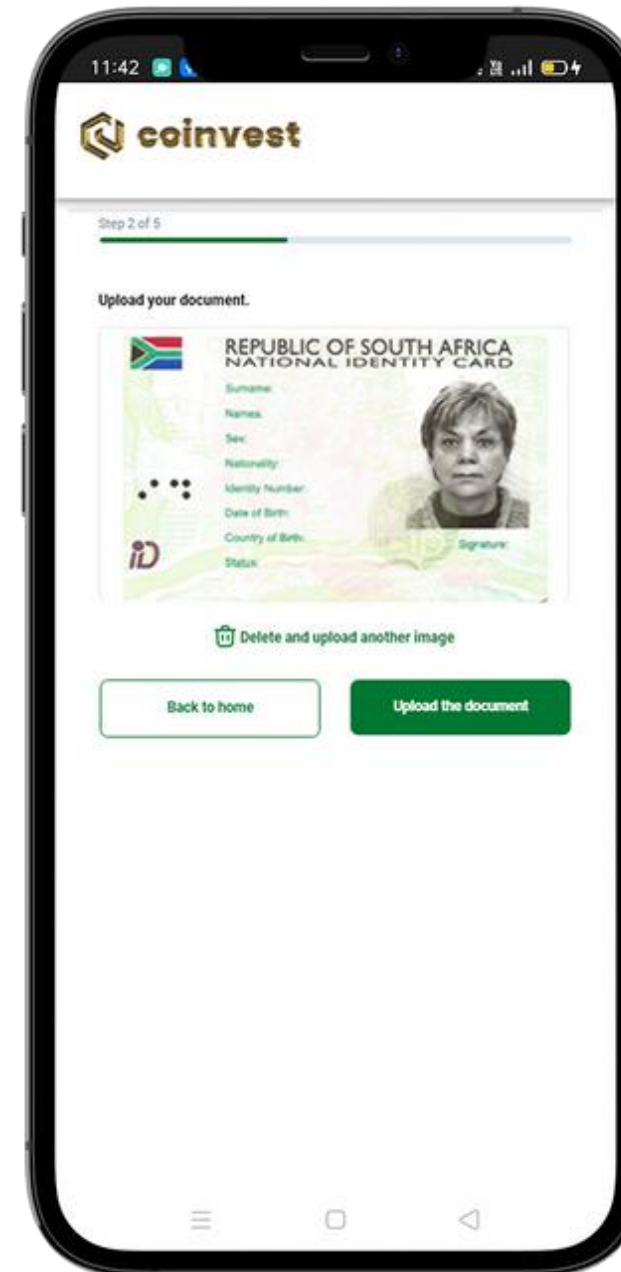 11:42
coinvest
Step 2 of 5
Upload your document.
REPUBLIC OF SOUTH AFRICA
NATIONAL IDENTITY CARD
Surname:
Names:
Sex:
Nationality:
Identity Number:
Date of Birth:
Country of Birth:
Status:
Signature:
iD
Delete and upload another image
Back to home
Upload the document